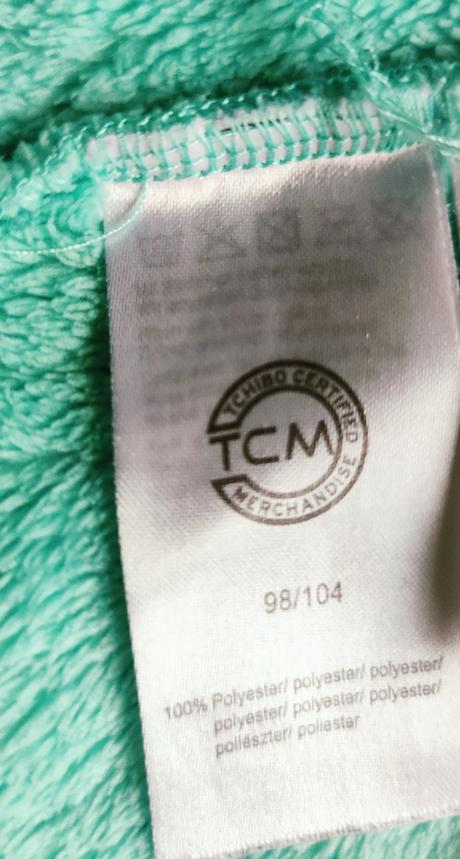 TCHIBO CERTIFIED
TCM
MERCHANDISE
98/104
100% Polyester/ polyester/ polyester/
polyester/ polyester/ polyester/
poliészter/ poliestar